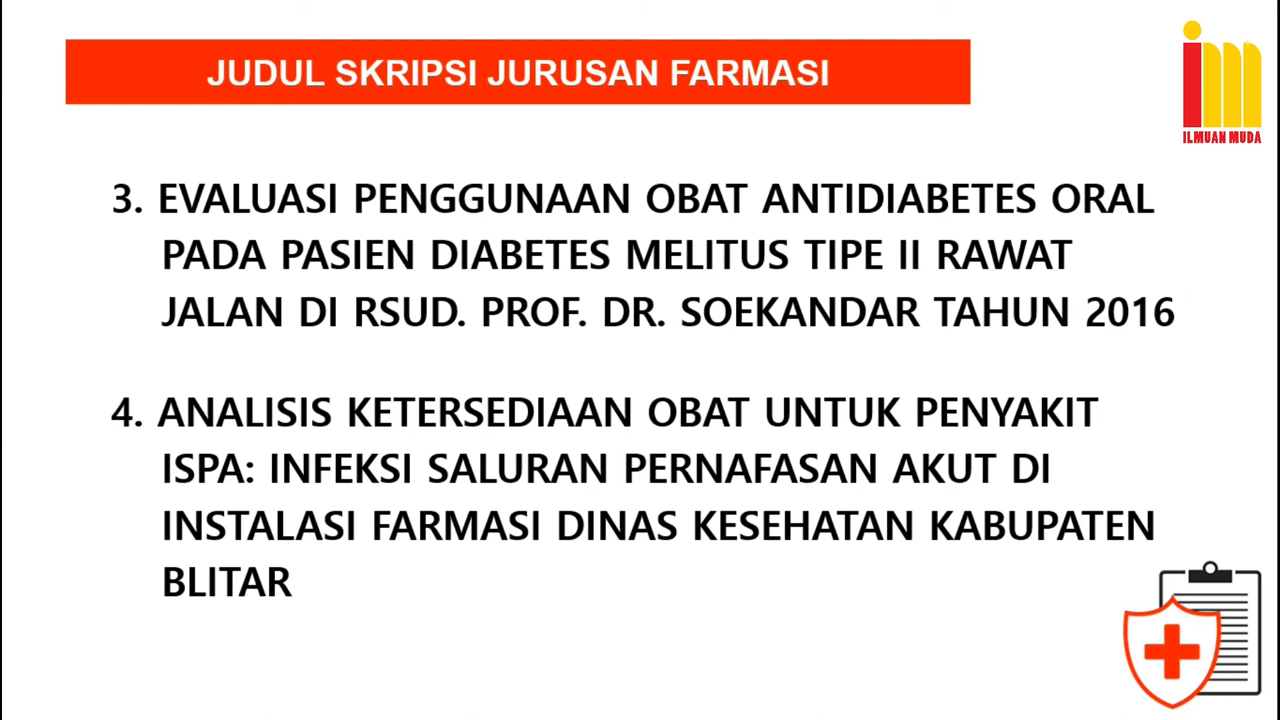 JUDUL SKRIPSI JURUSAN FARMASI
ILMUAN MUDA
3. EVALUASI PENGGUNAAN OBAT ANTIDIABETES ORAL
PADA PASIEN DIABETES MELITUS TIPE II RAWAT
JALAN DI RSUD. PROF. DR. SOEKANDAR TAHUN 2016
4. ANALISIS KETERSEDIAAN OBAT UNTUK PENYAKIT
ISPA: INFEKSI SALURAN PERNAFASAN AKUT DI
INSTALASI FARMASI DINAS KESEHATAN KABUPATEN
BLITAR